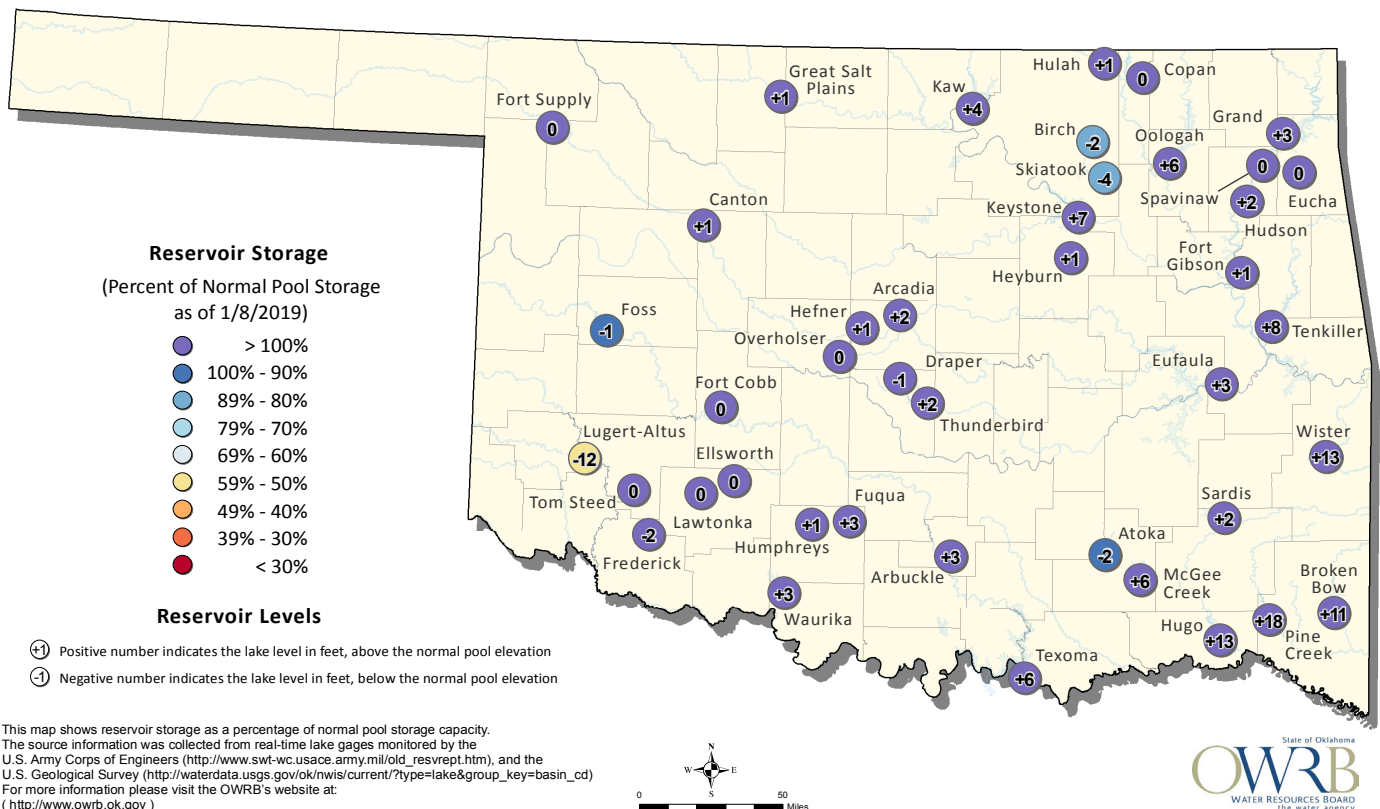 Hulah +1
Copan 0
Great Salt
Plains +1
Kaw +4
Fort Supply 0
Grand +3
Birch -2
Oologah +6
Skiatook -4
Spavinaw 0
Eucha 0
Canton +1
Keystone +7
Hudson +2
Heyburn +1
Fort
Gibson +1
Arcadia +2
Foss -1
Hefner +1
Overholser 0
Tenkiller +8
Draper -1
Eufaula +3
Fort Cobb 0
Thunderbird +2
Lugert-Altus -12
Wister +13
Ellsworth 0
Tom Steed 0
Lawtonka 0
Fuqua +3
Sardis +2
Humphreys +1
Frederick -2
Atoka -2
Arbuckle +3
McGee
Creek +6
Broken
Bow +11
Waurika +3
Hugo +13
Pine
Creek +18
Texoma +6
Reservoir Storage
(Percent of Normal Pool Storage
as of 1/8/2019)
> 100%
100% - 90%
89% - 80%
79% - 70%
69% - 60%
59% - 50%
49% - 40%
39% - 30%
< 30%
Reservoir Levels
+1 Positive number indicates the lake level in feet, above the normal pool elevation
-1 Negative number indicates the lake level in feet, below the normal pool elevation
This map shows reservoir storage as a percentage of normal pool storage capacity.
The source information was collected from real-time lake gages monitored by the
U.S. Army Corps of Engineers (http://www.swt-wc.usace.army.mil/old_resvrept.htm), and the
U.S. Geological Survey (http://waterdata.usgs.gov/ok/nwis/current/?type=lake&group_key=basin_cd)
For more information please visit the OWRB's website at:
( http://www.owrb.ok.gov )
N
W E
S
0 50
Miles
State of Oklahoma
OWRB
WATER RESOURCES BOARD
the water agency